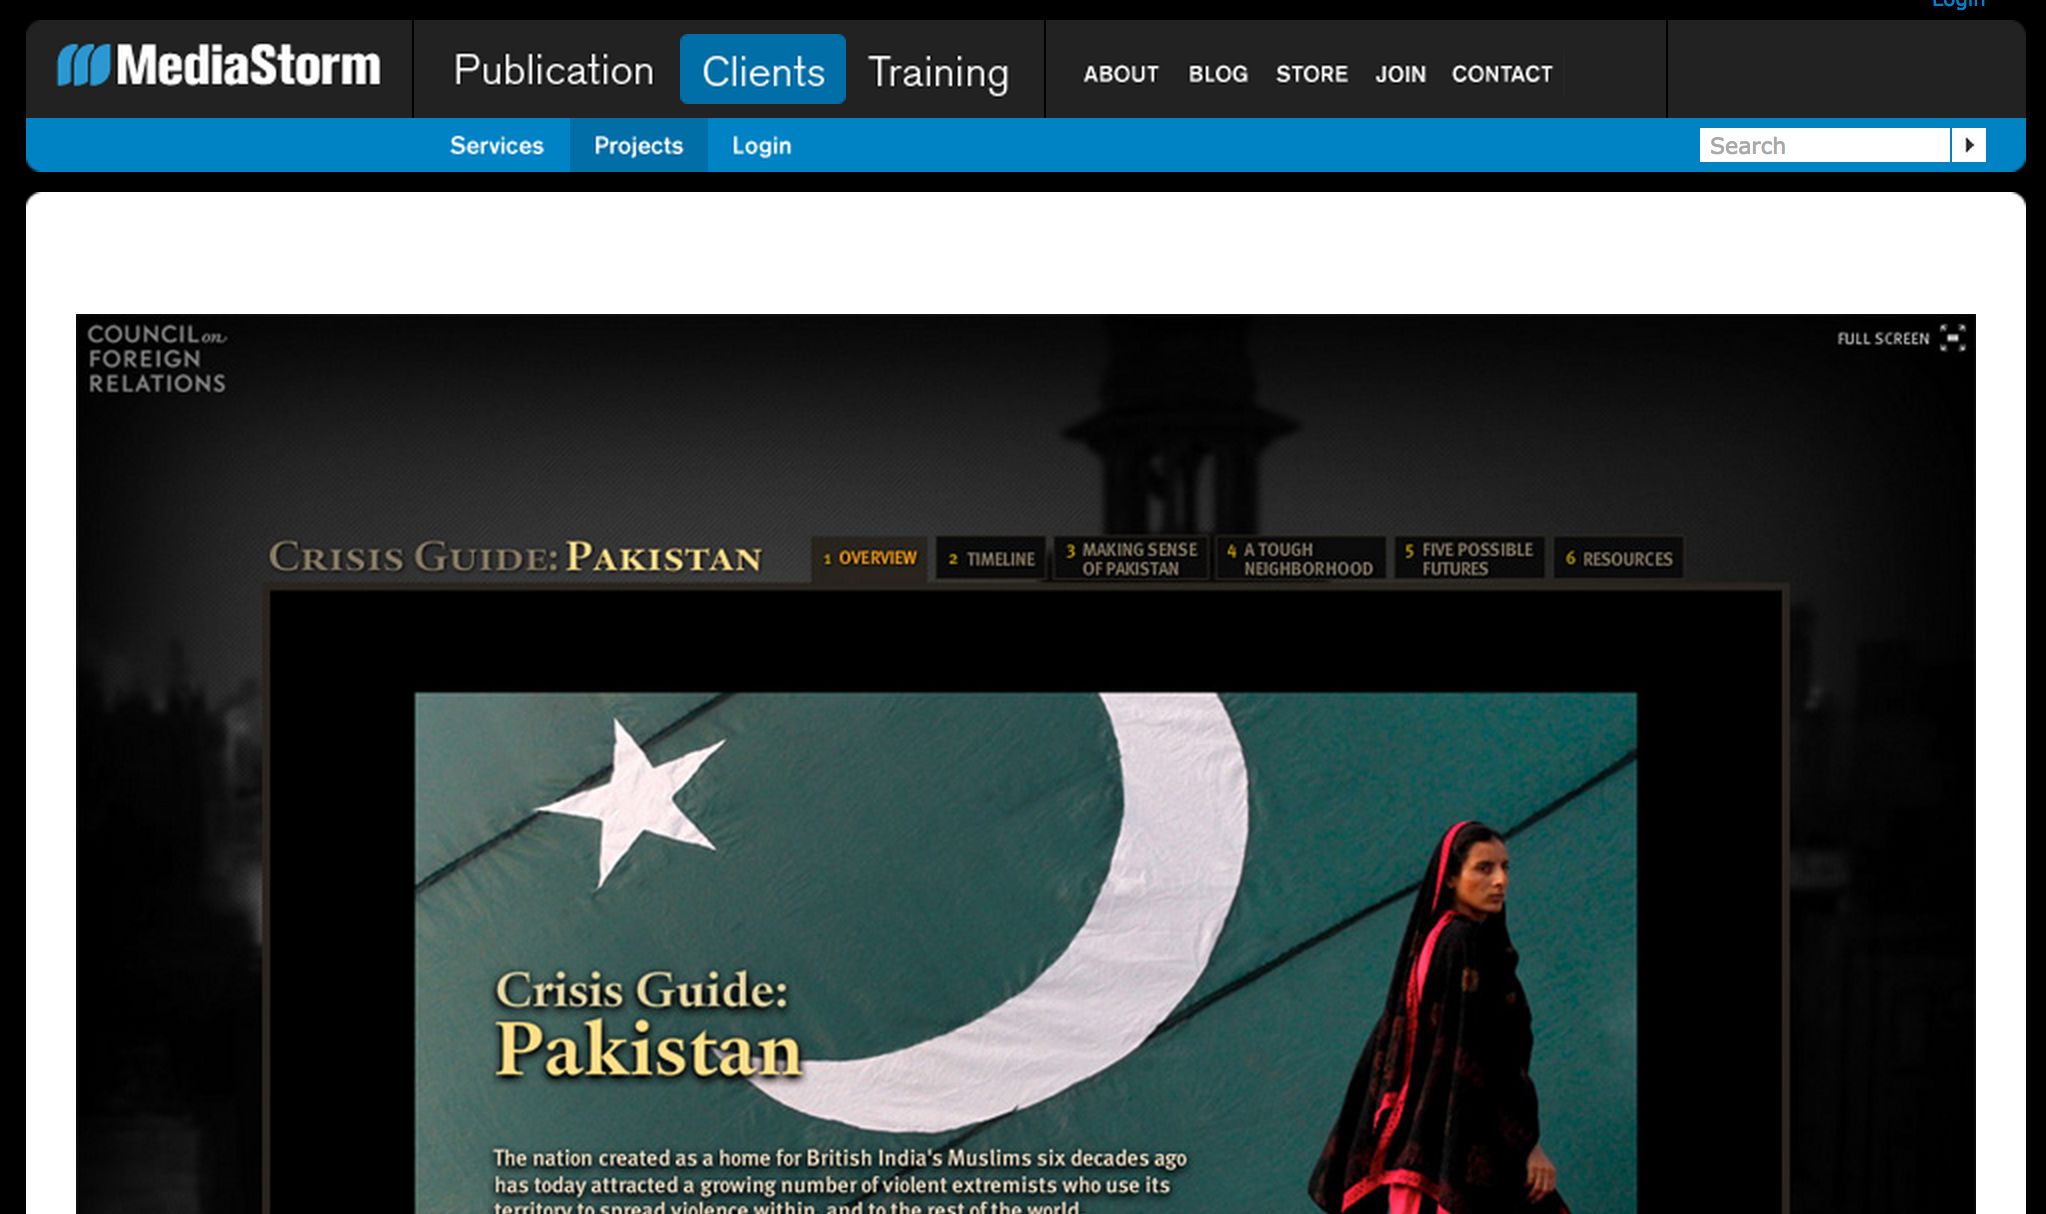 Login
MediaStorm
Publication Clients Training ABOUT BLOG STORE JOIN CONTACT
Services Projects Login
Search
COUNCIL on
FOREIGN
RELATIONS
FULL SCREEN
CRISIS GUIDE: PAKISTAN
1 OVERVIEW
2 TIMELINE
3 MAKING SENSE
OF PAKISTAN
4 A TOUGH
NEIGHBORHOOD
5 FIVE POSSIBLE
FUTURES
6 RESOURCES
Crisis Guide:
Pakistan
The nation created as a home for British India's Muslims six decades ago
has today attracted a growing number of violent extremists who use its
territory to spread violence within, and to the rest of the world.